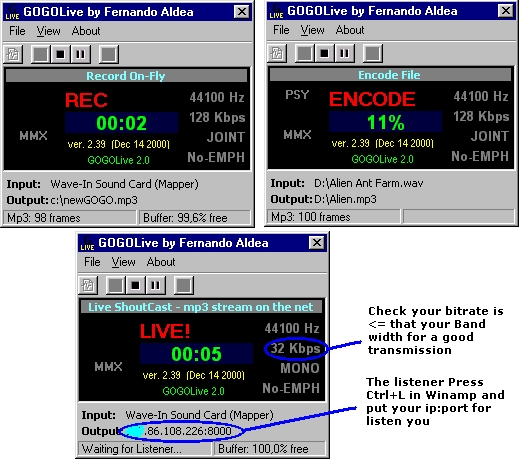 GOGOLive by Fernando Aldea
File View About
Record On-Fly
REC
44100 Hz
00:02
128 Kbps
MMX
JOINT
ver. 2.39 (Dec 14 2000)
GOGOLive 2.0
No-EMPH
Input: Wave-In Sound Card (Mapper)
Output: c:\newGOGO.mp3
Mp3: 98 frames
Buffer: 99,6% free
GOGOLive by Fernando Aldea
File View About
Encode File
PSY
ENCODE
44100 Hz
11%
128 Kbps
MMX
JOINT
ver. 2.39 (Dec 14 2000)
GOGOLive 2.0
No-EMPH
Input: D:\Alien Ant Farm.wav
Output: D:\Alien.mp3
Mp3: 100 frames
LIVE GOGOLive by Fernando Aldea
File View About
Live ShoutCast - mp3 stream on the net
LIVE!
44100 Hz
00:05
32 Kbps
MMX
MONO
ver. 2.39 (Dec 14 2000)
GOGOLive 2.0
No-EMPH
Input: Wave-In Sound Card (Mapper)
Output: .86.108.226:8000
Waiting for Listener...
Buffer: 100,0% free
Check your bitrate is
<= that your Band
width for a good
transmission
The listener Press
Ctrl+L in Winamp and
put your ip:port for
listen you